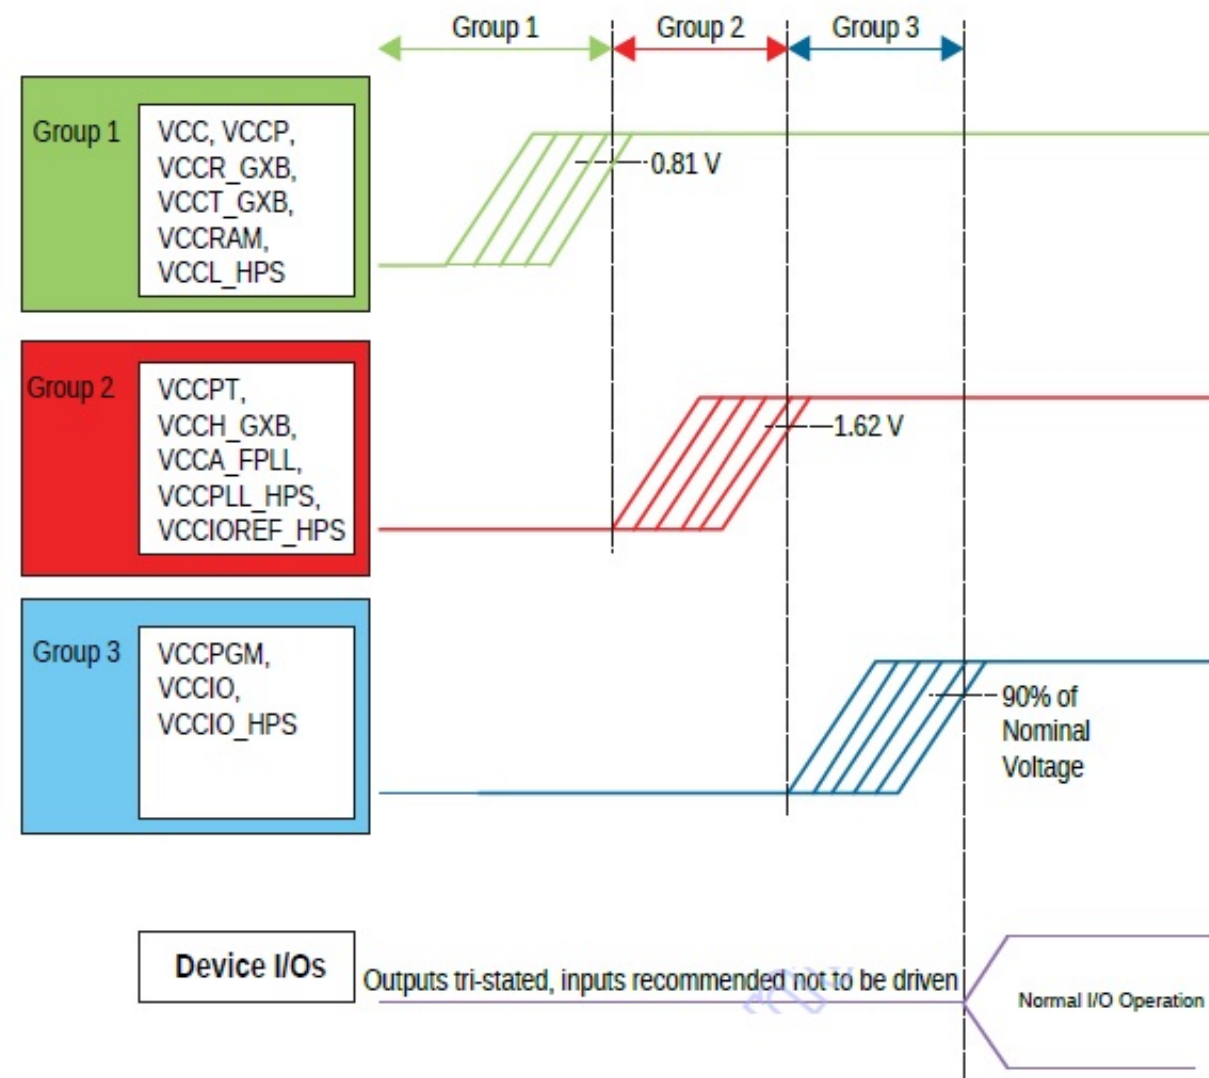 Group 1
Group 2
Group 3
Group 1
VCC, VCCP,
VCCR_GXB,
VCCT_GXB,
VCCRAM,
VCCL_HPS
0.81 V
Group 2
VCCPT,
VCCH_GXB,
VCCA_FPLL,
VCCPLL_HPS,
VCCIOREF_HPS
1.62 V
Group 3
VCCPGM,
VCCIO,
VCCIO_HPS
90% of
Nominal
Voltage
Device I/Os
Outputs tri-stated, inputs recommended not to be driven
Normal I/O Operation